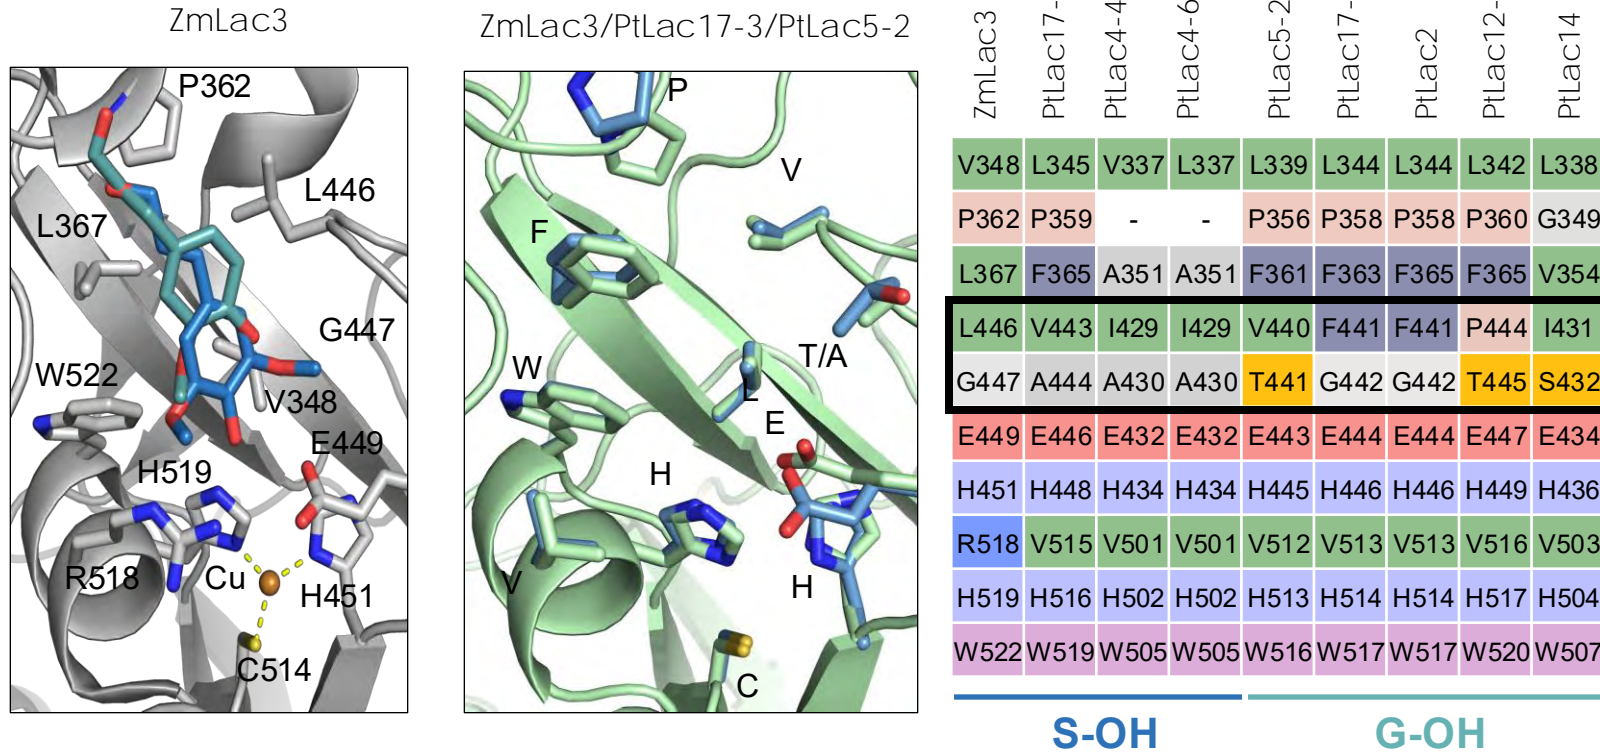 ZmLac3
P362
L446
L367
G447
W522
V348
E449
H519
R518
Cu
H451
C514
ZmLac3/PtLac17-3/PtLac5-2
P
V
F
T/A
W
L
E
H
V
H
C
ZmLac3 PtLac17- PtLac4-4 PtLac4-6 PtLac5-2 PtLac17- PtLac2 PtLac12- PtLac14
V348 L345 V337 L337 L339 L344 L344 L342 L338
P362 P359 - - P356 P358 P358 P360 G349
L367 F365 A351 A351 F361 F363 F365 F365 V354
L446 V443 I429 I429 V440 F441 F441 P444 I431
G447 A444 A430 A430 T441 G442 G442 T445 S432
E449 E446 E432 E432 E443 E444 E444 E447 E434
H451 H448 H434 H434 H445 H446 H446 H449 H436
R518 V515 V501 V501 V512 V513 V513 V516 V503
H519 H516 H502 H502 H513 H514 H514 H517 H504
W522 W519 W505 W505 W516 W517 W517 W520 W507
S-OH G-OH